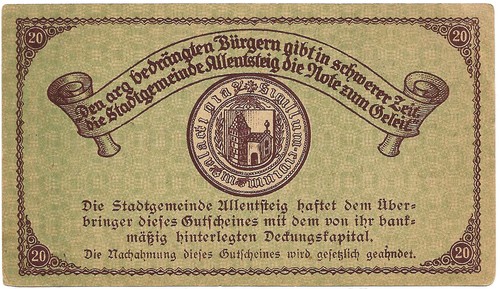 20 20
Den arg bedrängten Bürgern gibt in schwerer Zeit
die Stadtgemeinde Allentsteig die Note zum Geleit
Die Stadtgemeinde Allentsteig haftet dem Über-
bringer dieses Gutscheines mit dem von ihr bank-
mäßig hinterlegten Deckungskapital.
20 Die Nachahmung dieses Gutscheines wird gesetzlich geahndet. 20